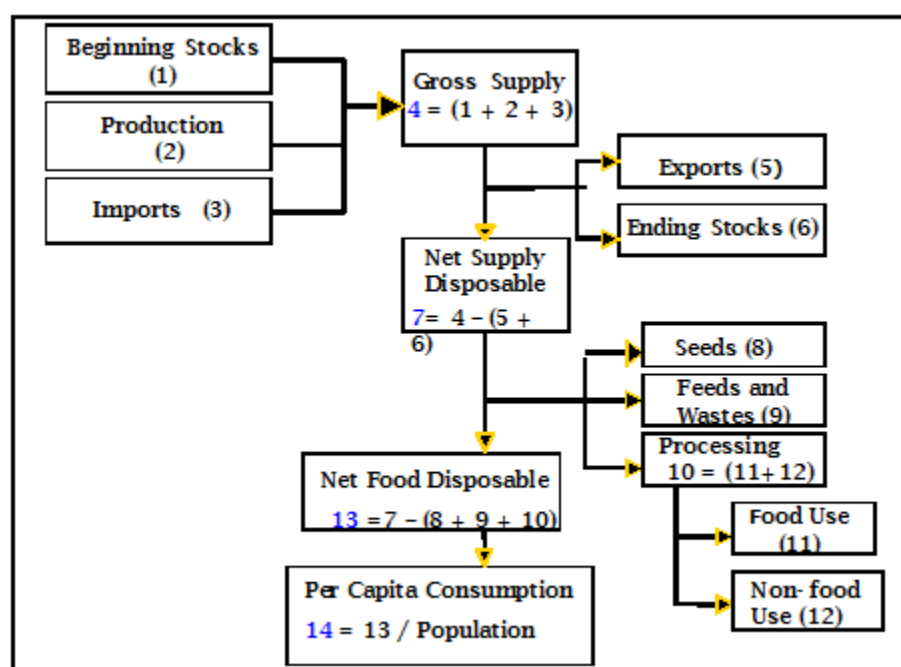 Beginning Stocks
(1)
Production
(2)
Imports (3)
Gross Supply
4 = (1 + 2 + 3)
Exports (5)
Ending Stocks (6)
Net Supply
Disposable
7= 4 – (5 +
6)
Seeds (8)
Feeds and
Wastes (9)
Processing
10 = (11+ 12)
Food Use
(11)
Non- food
Use (12)
Net Food Disposable
13 =7 – (8 + 9 + 10)
Per Capita Consumption
14 = 13 / Population